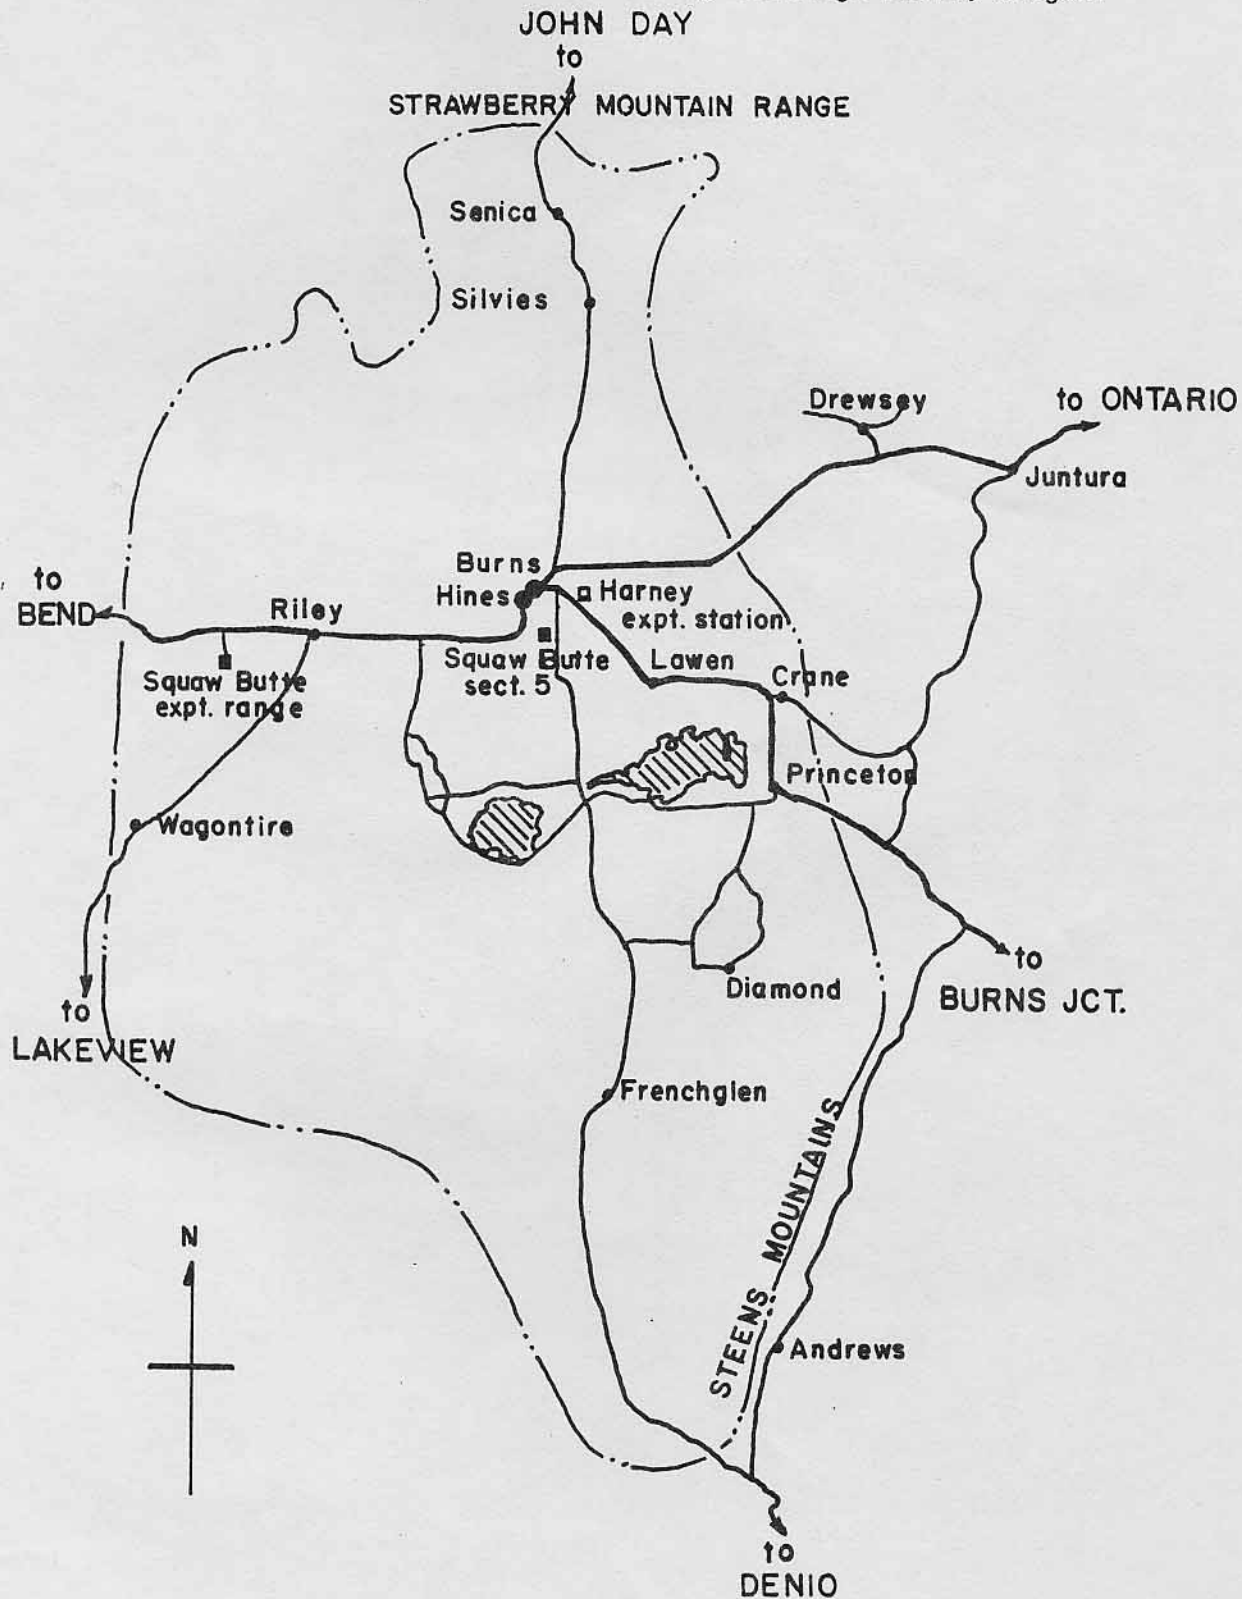 JOHN DAY
to
STRAWBERRY MOUNTAIN RANGE
Senica
Silvies
Drewsey
to ONTARIO
Juntura
to
BEND
Riley
Burns
Hines
Harney
expt. station
Squaw Butte
sect. 5
Lawen
Crane
Squaw Butte
expt. range
Princeton
Wagontire
Diamond
to
BURNS JCT.
to
LAKEVIEW
Frenchglen
STEENS MOUNTAINS
N
Andrews
to
DENIO